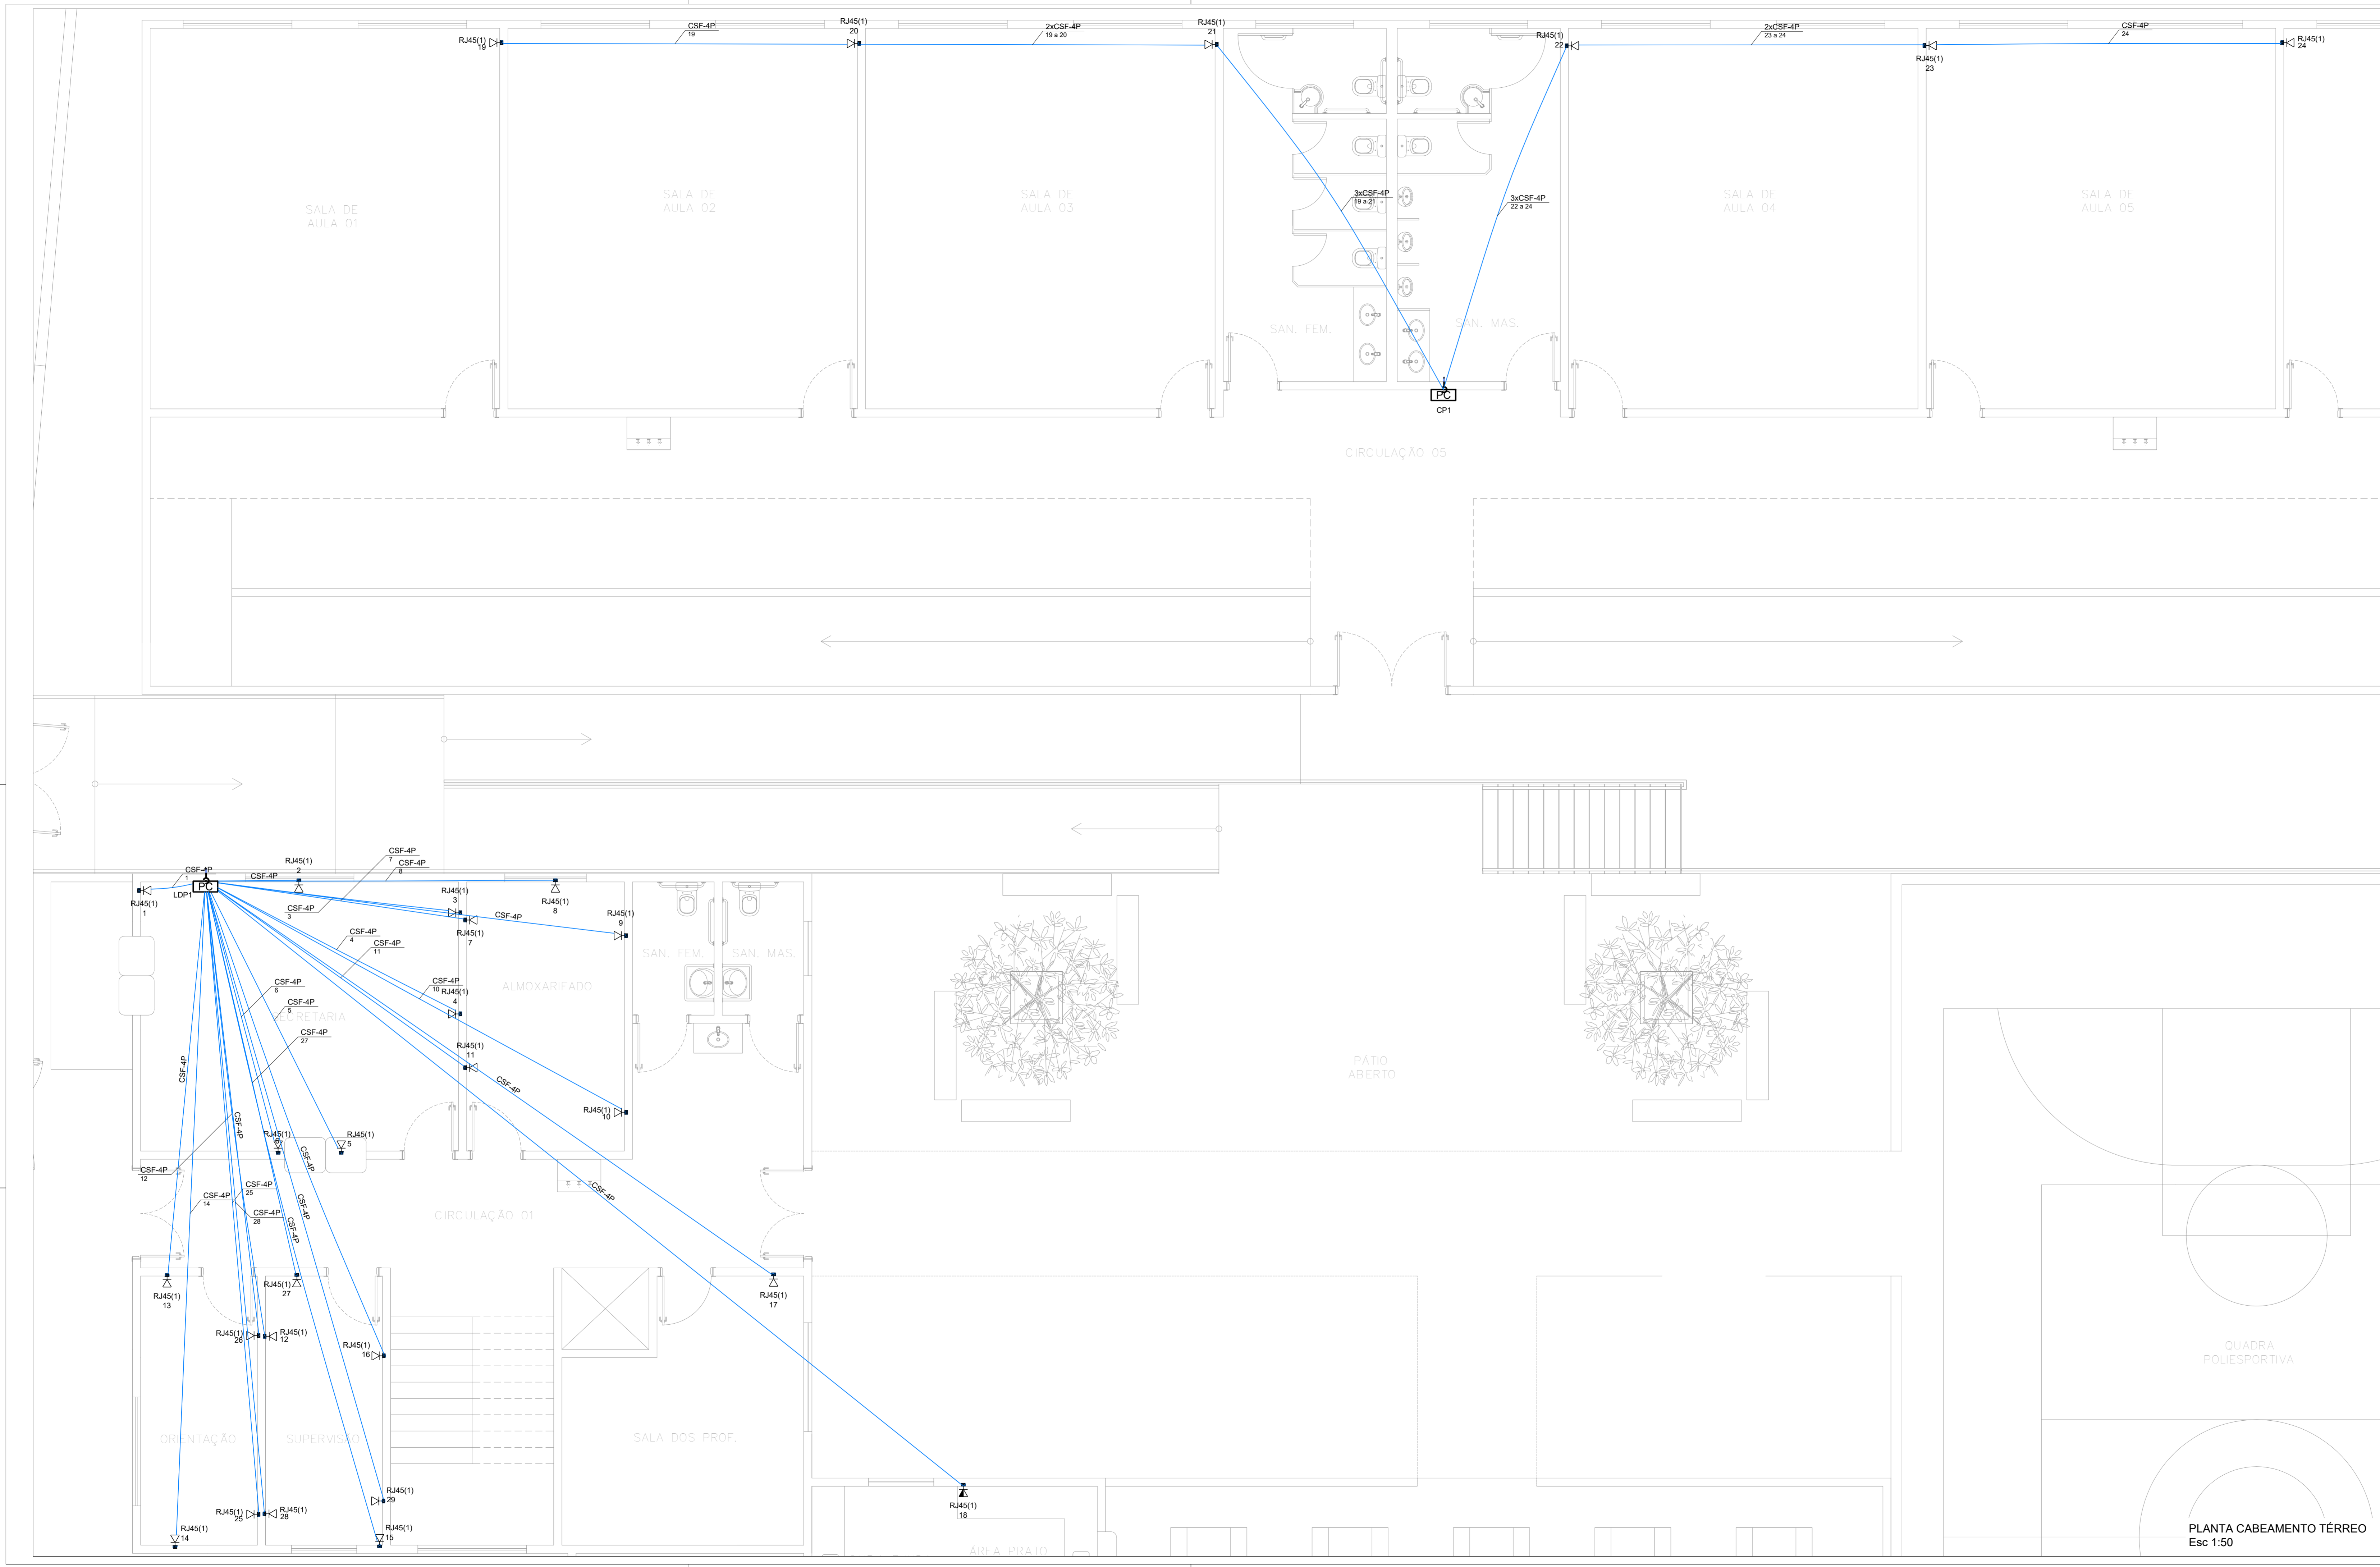 RJ45(1)
19
CSF-4P
19
RJ45(1)
20
2xCSF-4P
19 a 20
RJ45(1)
21
RJ45(1)
22
2xCSF-4P
23 a 24
RJ45(1)
23
CSF-4P
24
RJ45(1)
24
SALA DE
AULA 01
SALA DE
AULA 02
SALA DE
AULA 03
3xCSF-4P
19 a 21
3xCSF-4P
22 a 24
SALA DE
AULA 04
SALA DE
AULA 05
SAN. FEM.
SAN. MAS.
PC
CP1
CIRCULAÇÃO 05
CSF-4P
7
CSF-4P
8
CSF-4P
1
RJ45(1)
2
CSF-4P
PC
LDP1
RJ45(1)
1
CSF-4P
3
RJ45(1)
3
RJ45(1)
8
RJ45(1)
9
CSF-4P
RJ45(1)
7
CSF-4P
4
CSF-4P
11
SAN. FEM.
SAN. MAS.
CSF-4P
10
RJ45(1)
4
ALMOXARIFADO
CSF-4P
6
CSF-4P
5
ECRETARIA
CSF-4P
27
RJ45(1)
11
CSF-4P
CSF-4P
RJ45(1)
10
PÁTIO
ABERTO
CSF-4P
RJ45(1)
6
RJ45(1)
5
CSF-4P
CSF-4P
12
CSF-4P
14
CSF-4P
25
CSF-4P
28
CSF-4P
CSF-4P
CSF-4P
CIRCULAÇÃO 01
RJ45(1)
13
RJ45(1)
27
RJ45(1)
17
RJ45(1)
26
RJ45(1)
12
RJ45(1)
16
QUADRA
POLIESPORTIVA
ORIENTAÇÃO
SUPERVISÃO
SALA DOS PROF.
RJ45(1)
29
RJ45(1)
25
RJ45(1)
28
RJ45(1)
14
RJ45(1)
15
RJ45(1)
18
ÁREA PRATO
PLANTA CABEAMENTO TÉRREO
Esc 1:50